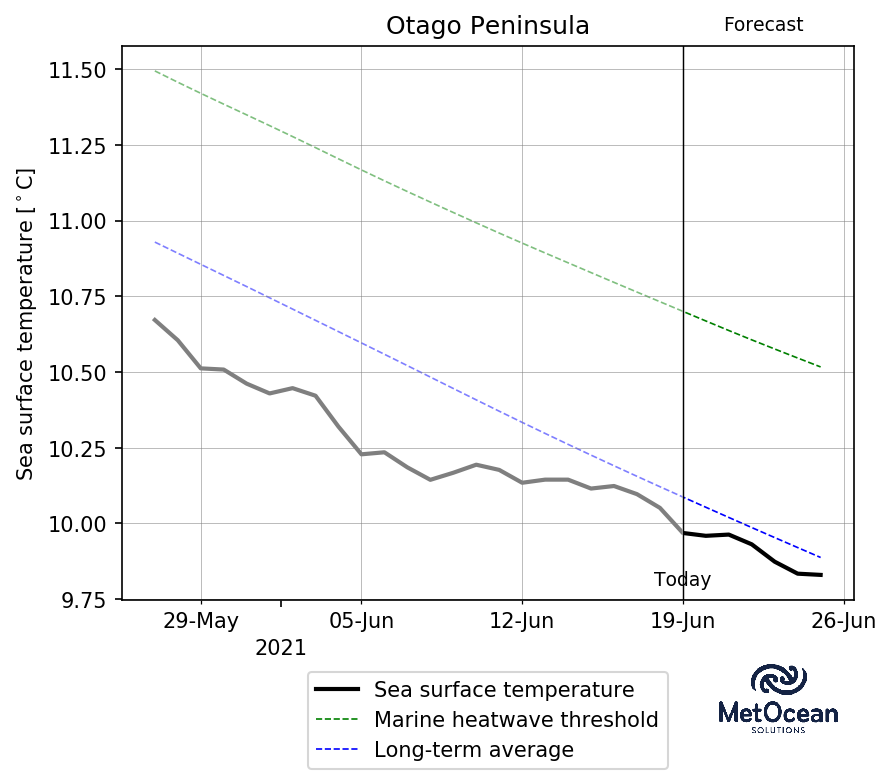 Otago Peninsula
Forecast
Sea surface temperature [°C]
11.50
11.25
11.00
10.75
10.50
10.25
10.00
9.75
Today
29-May
05-Jun
12-Jun
19-Jun
26-Jun
2021
Sea surface temperature
Marine heatwave threshold
Long-term average
MetOcean
SOLUTIONS